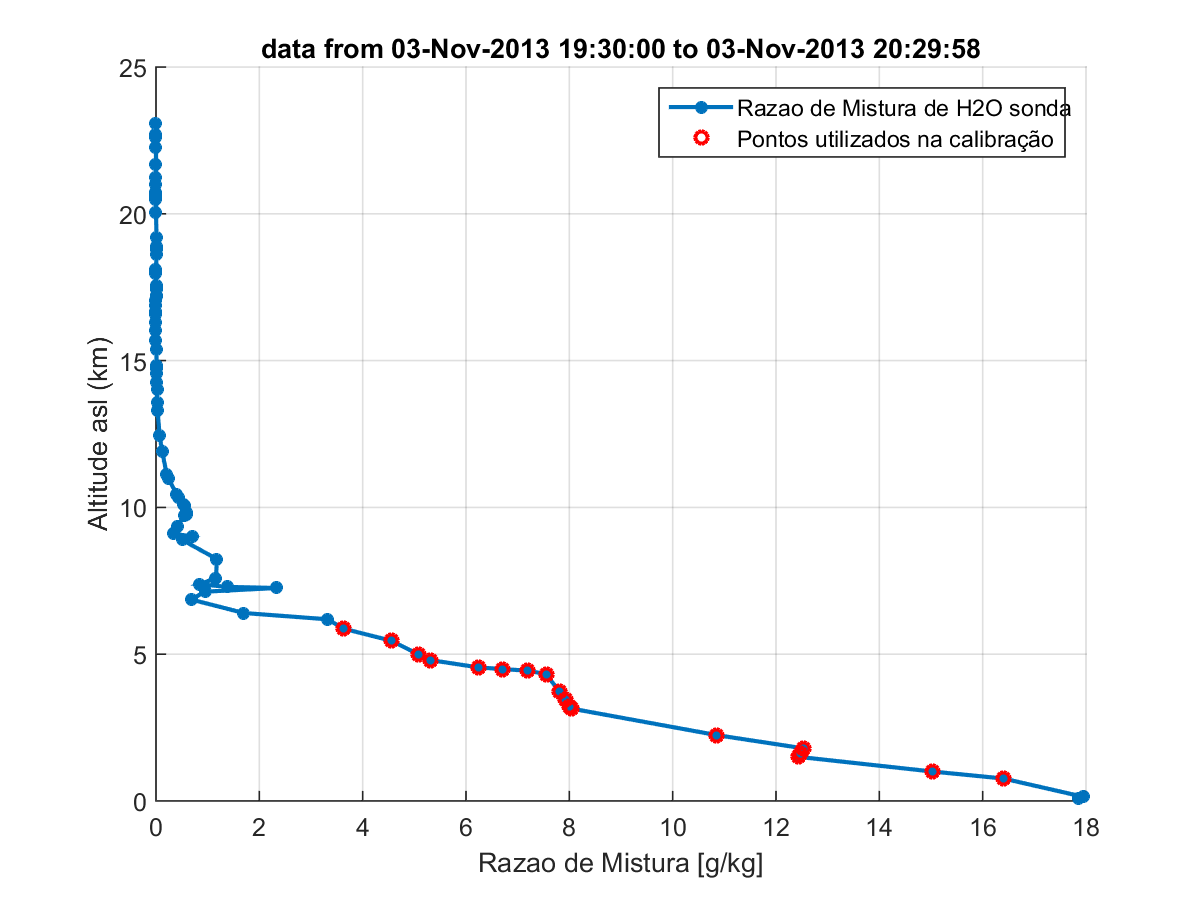 data from 03-Nov-2013 19:30:00 to 03-Nov-2013 20:29:58
Razao de Mistura de H2O sonda
Pontos utilizados na calibração
25
20
15
10
5
0
Altitude asl (km)
0 2 4 6 8 10 12 14 16 18
Razao de Mistura [g/kg]